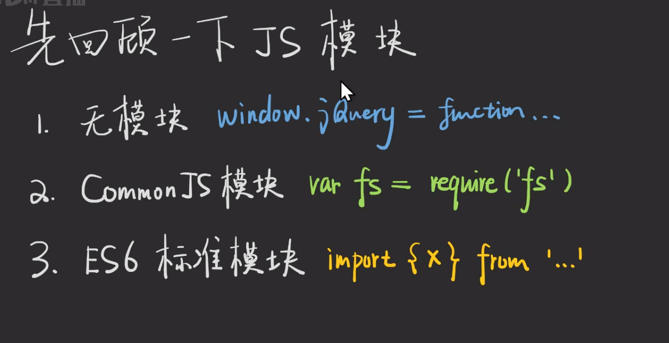 先回顾一下 JS 模块
1. 无模块 window.jQuery = function...
2. CommonJS 模块 var fs = require('fs')
3. ES6 标准模块 import {x} from '...'